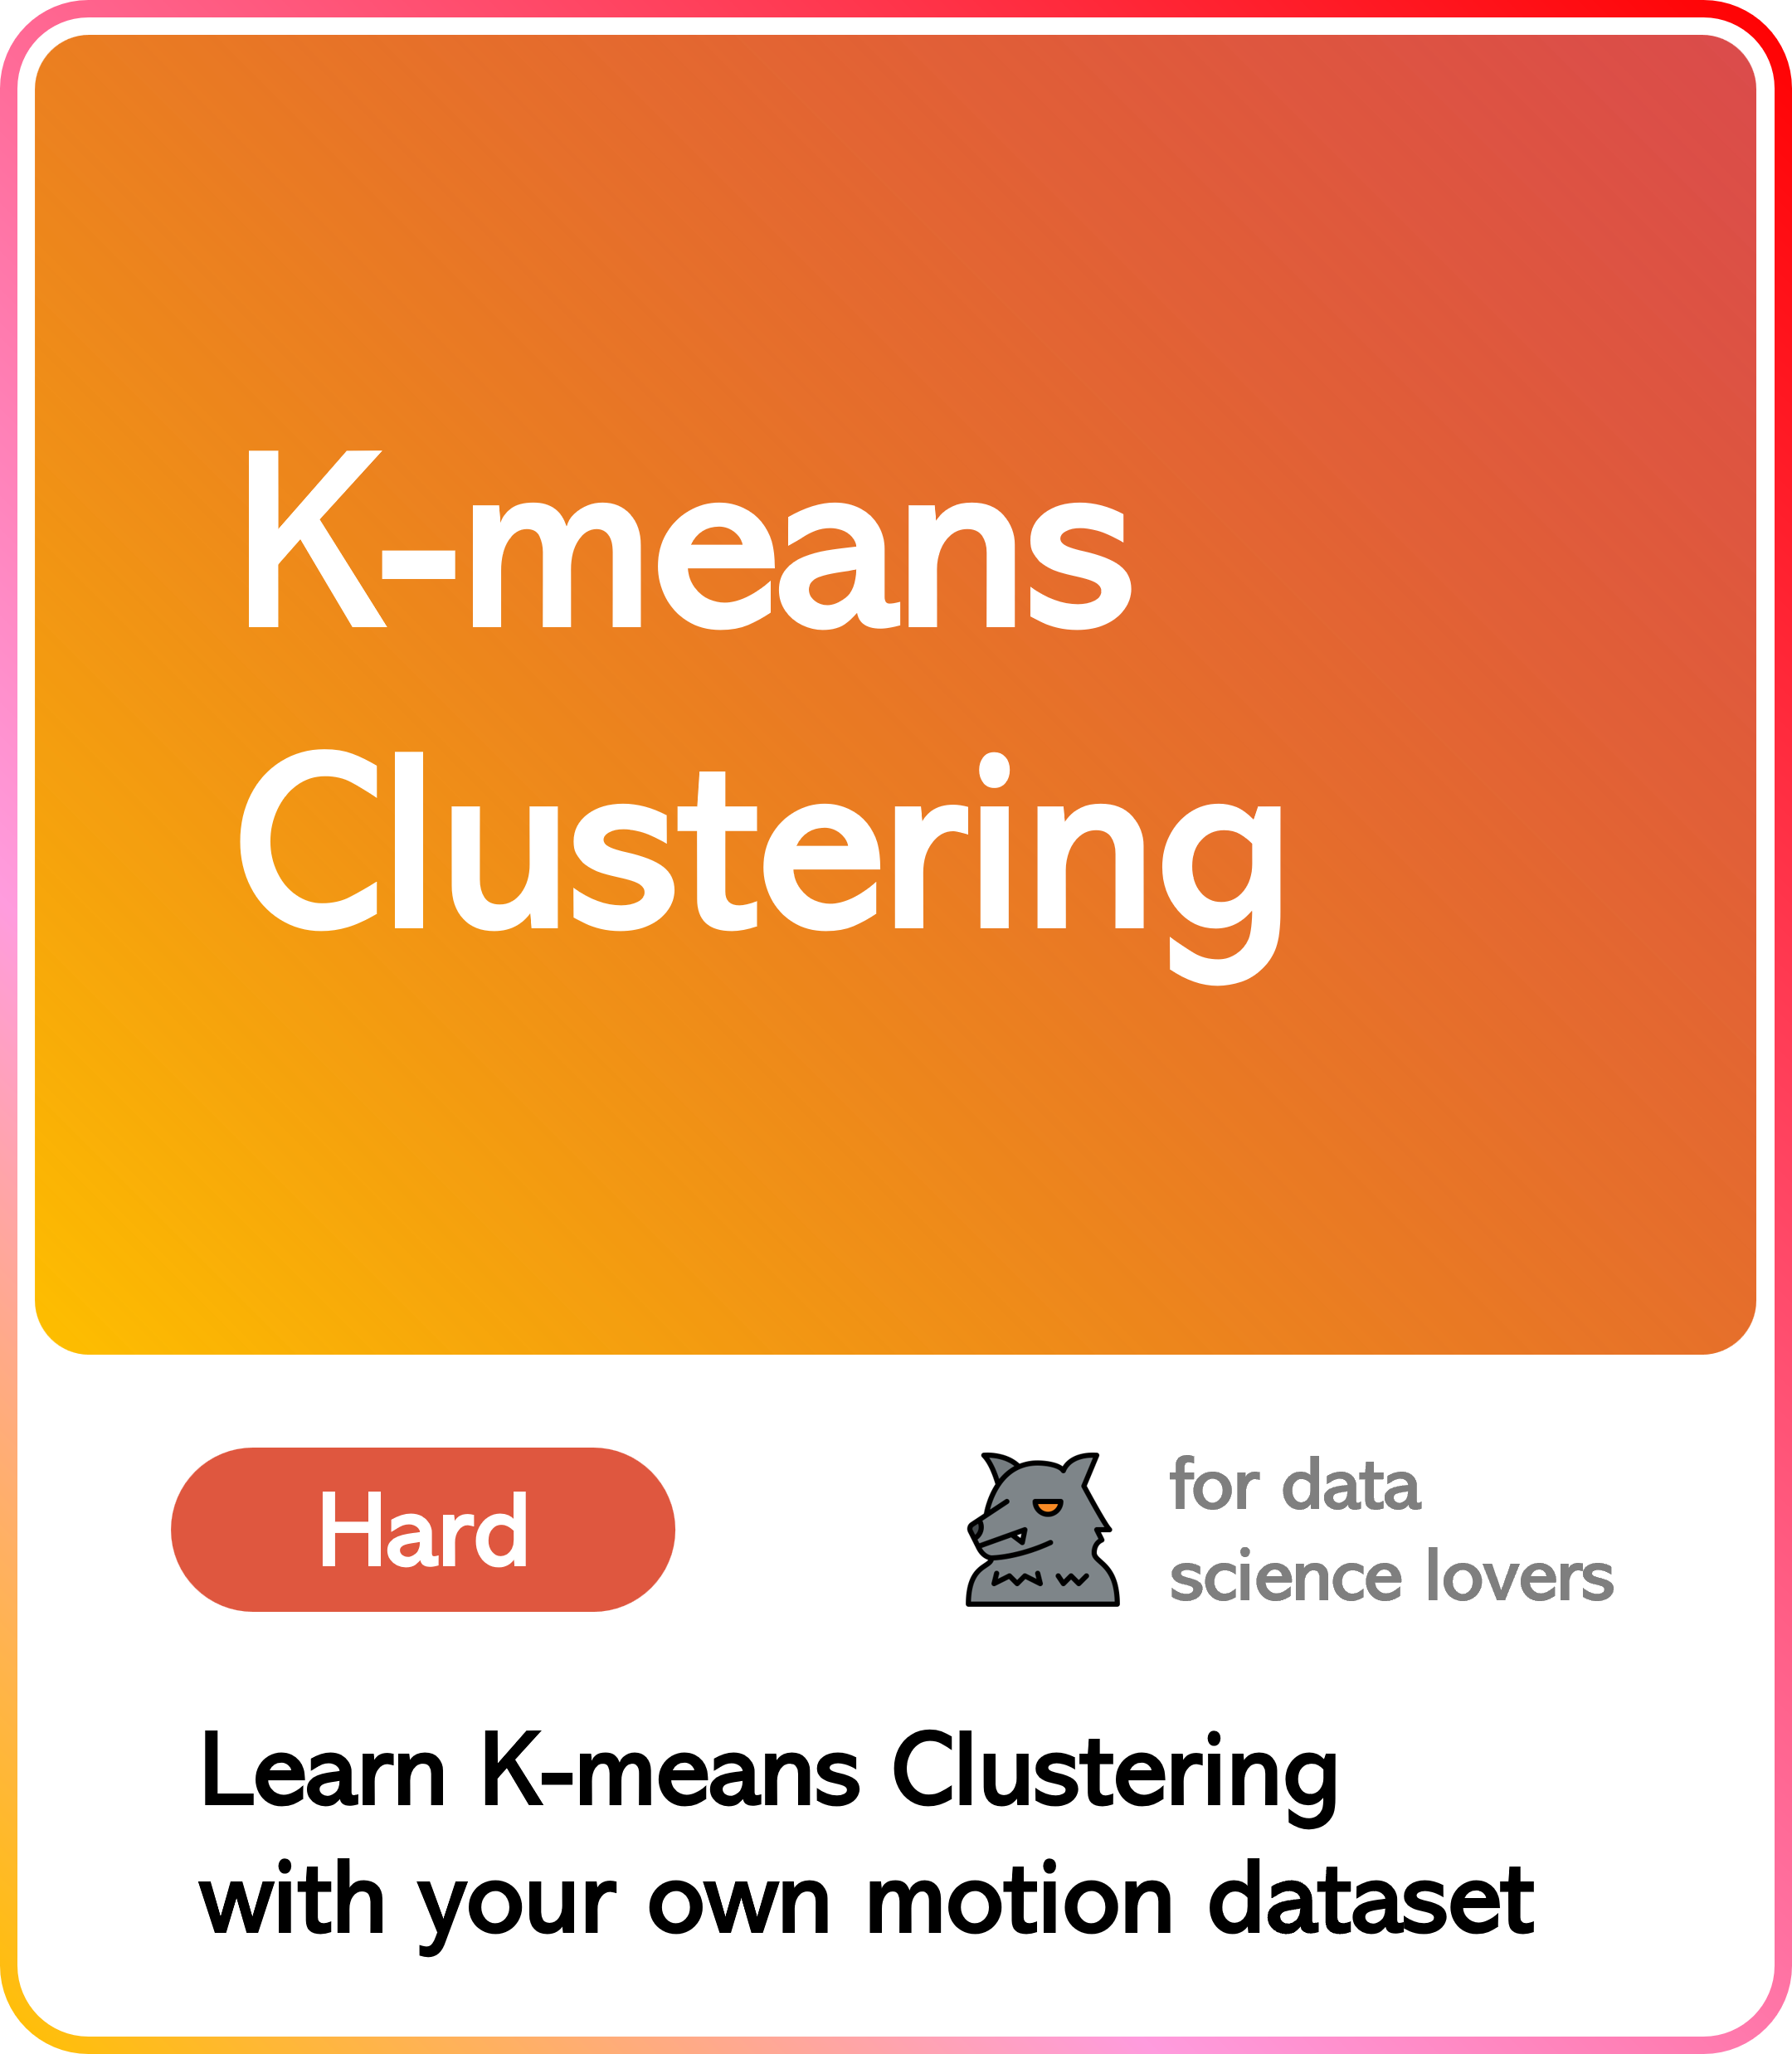 K-means
Clustering
Hard
for data
science lovers
Learn K-means Clustering
with your own motion dataset